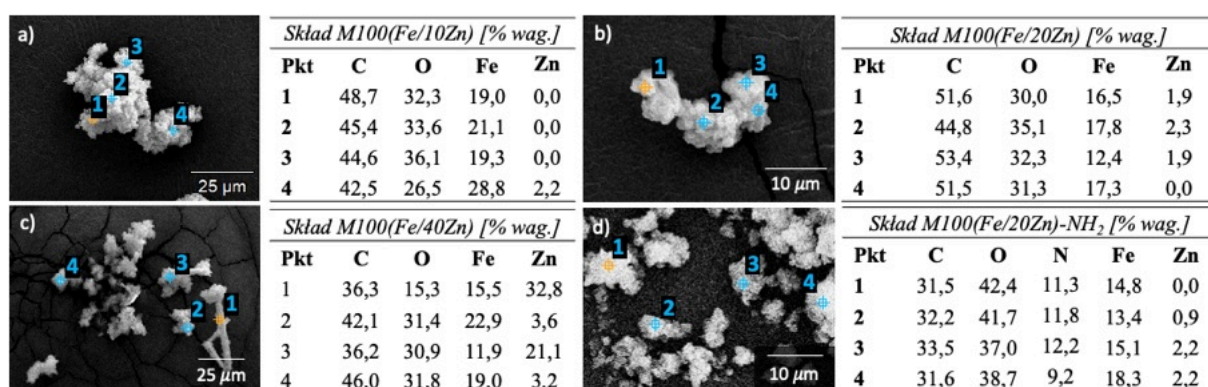 a)
3
2
1
4
25 µm
Skład M100(Fe/10Zn) [% wag.]
Pkt C O Fe Zn
1 48,7 32,3 19,0 0,0
2 45,4 33,6 21,1 0,0
3 44,6 36,1 19,3 0,0
4 42,5 26,5 28,8 2,2
b)
1
3
2
4
10 µm
Skład M100(Fe/20Zn) [% wag.]
Pkt C O Fe Zn
1 51,6 30,0 16,5 1,9
2 44,8 35,1 17,8 2,3
3 53,4 32,3 12,4 1,9
4 51,5 31,3 17,3 0,0
c)
4
3
2
1
25 µm
Skład M100(Fe/40Zn) [% wag.]
Pkt C O Fe Zn
1 36,3 15,3 15,5 32,8
2 42,1 31,4 22,9 3,6
3 36,2 30,9 11,9 21,1
4 46,0 31,8 19,0 3,2
d)
1
3
4
2
10 µm
Skład M100(Fe/20Zn)-NH₂ [% wag.]
Pkt C O N Fe Zn
1 31,5 42,4 11,3 14,8 0,0
2 32,2 41,7 11,8 13,4 0,9
3 33,5 37,0 12,2 15,1 2,2
4 31,6 38,7 9,2 18,3 2,2